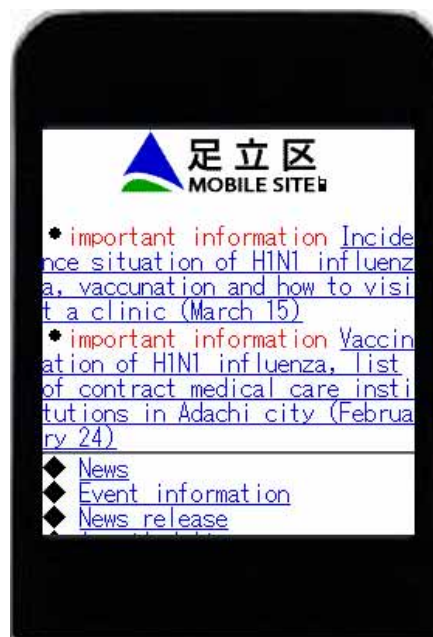 足立区
MOBILE SITE
important information Incide
nce situation of H1N1 influenz
a, vaccunation and how to visi
t a clinic (March 15)
important information Vaccin
ation of H1N1 influenza, list
of contract medical care insti
tutions in Adachi city (Februa
ry 24)
News
Event information
News release